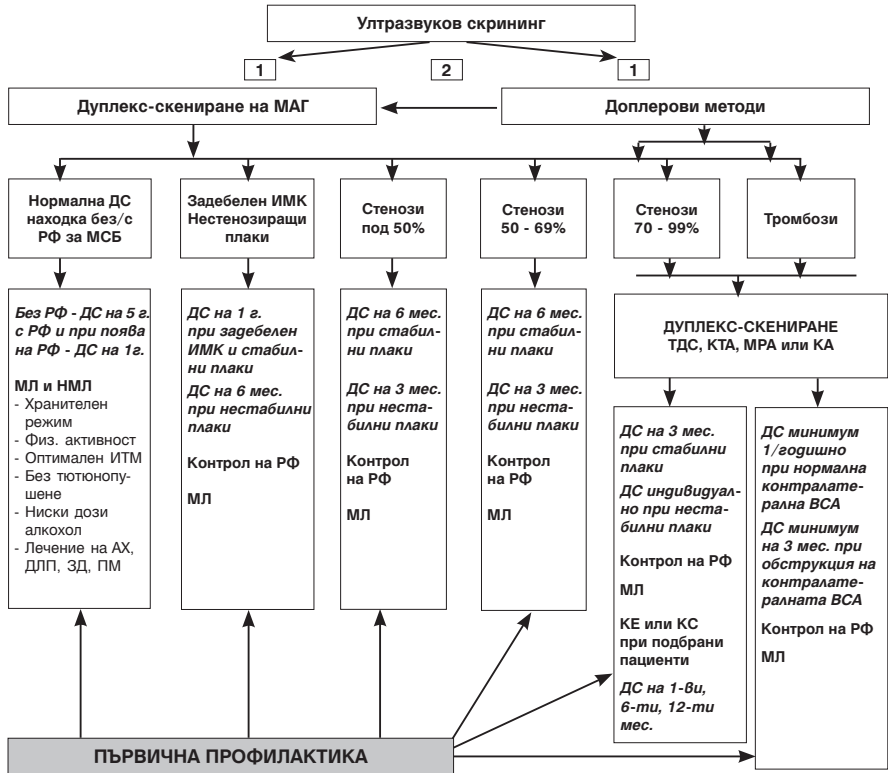 Ултразвуков скрининг
1
2
1
Дуплекс-скениране на МАГ
Доплерови методи
Нормална ДС
находка без/с
РФ за МСБ
Задебелен ИМК
Нестенозиращи
плаки
Стенози
под 50%
Стенози
50 - 69%
Стенози
70 - 99%
Тромбози
Без РФ - ДС на 5 г.
с РФ и при поява
на РФ - ДС на 1г.
МЛ и НМЛ
- Хранителен
режим
- Физ. активност
- Оптимален ИТМ
- Без тютюнопу-
шене
- Ниски дози
алкохол
- Лечение на АХ,
ДЛП, ЗД, ПМ
ДС на 1 г.
при задебелен
ИМК и стабил-
ни плаки
ДС на 6 мес.
при нестабилни
плаки
Контрол на РФ
МЛ
ДС на 6 мес.
при стабил-
ни плаки
ДС на 3 мес.
при неста-
билни плаки
Контрол
на РФ
МЛ
ДС на 6 мес.
при стабил-
ни плаки
ДС на 3 мес.
при неста-
билни плаки
Контрол
на РФ
МЛ
ДУПЛЕКС-СКЕНИРАНЕ
ТДС, КТА, МРА или КА
ДС на 3 мес.
при стабилни
плаки
ДС индивидуал-
но при неста-
билни плаки
Контрол на РФ
МЛ
КЕ или КС
при подбрани
пациенти
ДС на 1-ви,
6-ти, 12-ти
мес.
ДС минимум
1/годишно
при нормална
контралате-
рална ВСА
ДС минимум
на 3 мес. при
обструкция на
контралате-
ралната ВСА
Контрол на РФ
МЛ
ПЪРВИЧНА ПРОФИЛАКТИКА